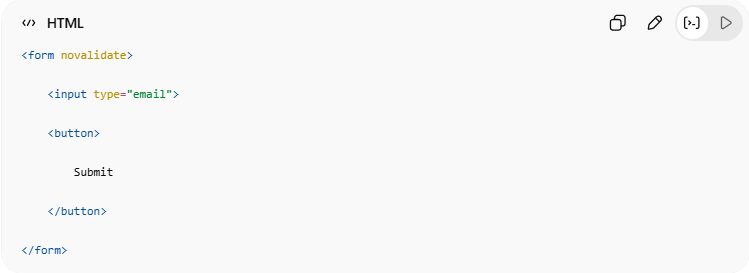 HTML
<form novalidate>
<input type="email">
<button>
Submit
</button>
</form>